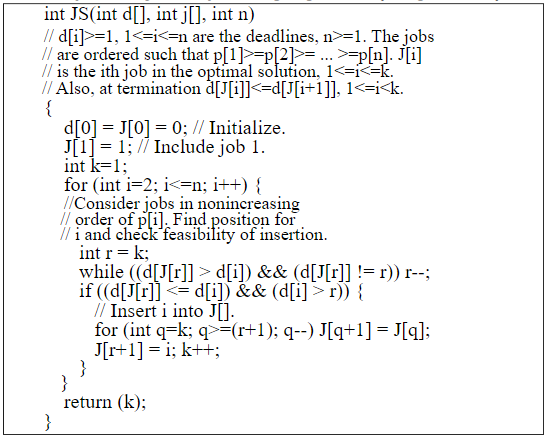 int JS(int d[], int j[], int n)
// d[i]>=1, 1<=i<=n are the deadlines, n>=1. The jobs
// are ordered such that p[1]>=p[2]>= ... >=p[n]. J[i]
// is the ith job in the optimal solution, 1<=i<=k.
// Also, at termination d[J[i]]<=d[J[i+1]], 1<=i<k.
{
d[0] = J[0] = 0; // Initialize.
J[1] = 1; // Include job 1.
int k=1;
for (int i=2; i<=n; i++) {
//Consider jobs in nonincreasing
// order of p[i]. Find position for
// i and check feasibility of insertion.
int r = k;
while ((d[J[r]] > d[i]) && (d[J[r]] != r)) r--;
if ((d[J[r]] <= d[i]) && (d[i] > r)) {
// Insert i into J[].
for (int q=k; q>=(r+1); q--) J[q+1] = J[q];
J[r+1] = i; k++;
}
}
return (k);
}